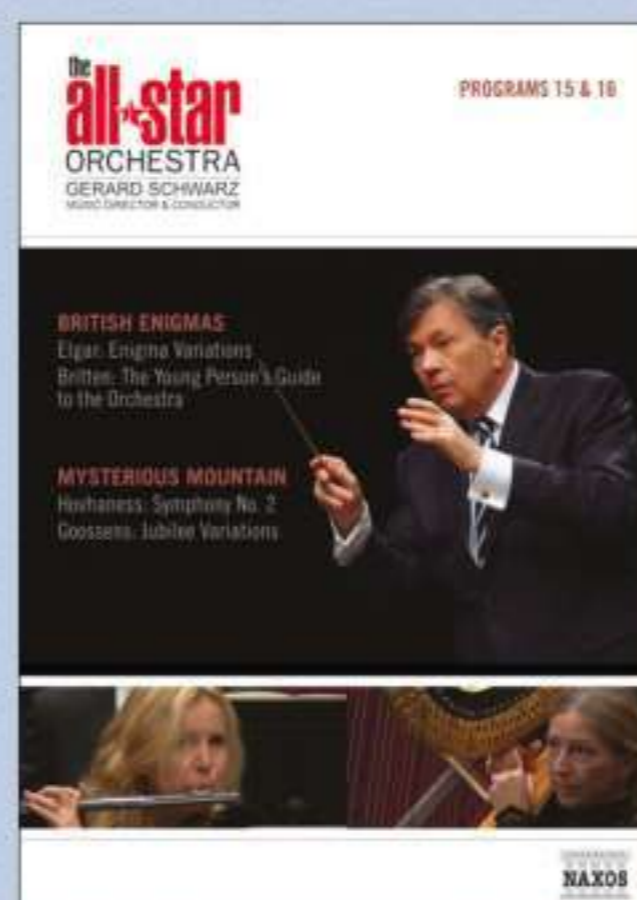 the
all★star
ORCHESTRA
GERARD SCHWARZ
MUSIC DIRECTOR & CONDUCTOR
PROGRAMS 15 & 16
BRITISH ENIGMAS
Elgar: Enigma Variations
Britten: The Young Person's Guide
to the Orchestra
MYSTERIOUS MOUNTAIN
Hovhaness: Symphony No. 2
Goossens: Jubilee Variations
NAXOS